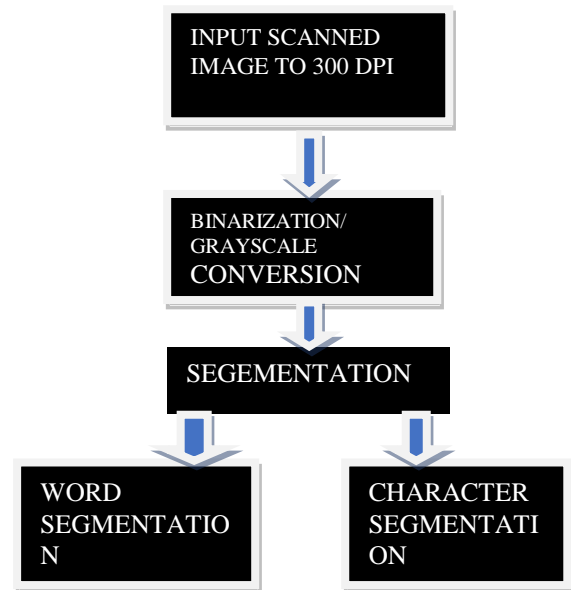 INPUT SCANNED
IMAGE TO 300 DPI
BINARIZATION/
GRAYSCALE
CONVERSION
SEGEMENTATION
WORD
SEGMENTATIO
N
CHARACTER
SEGMENTATI
ON